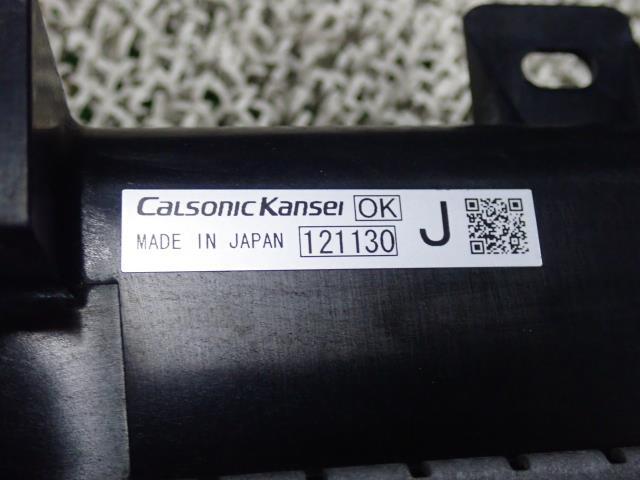 Calsonic Kansei OK
MADE IN JAPAN 121130 J